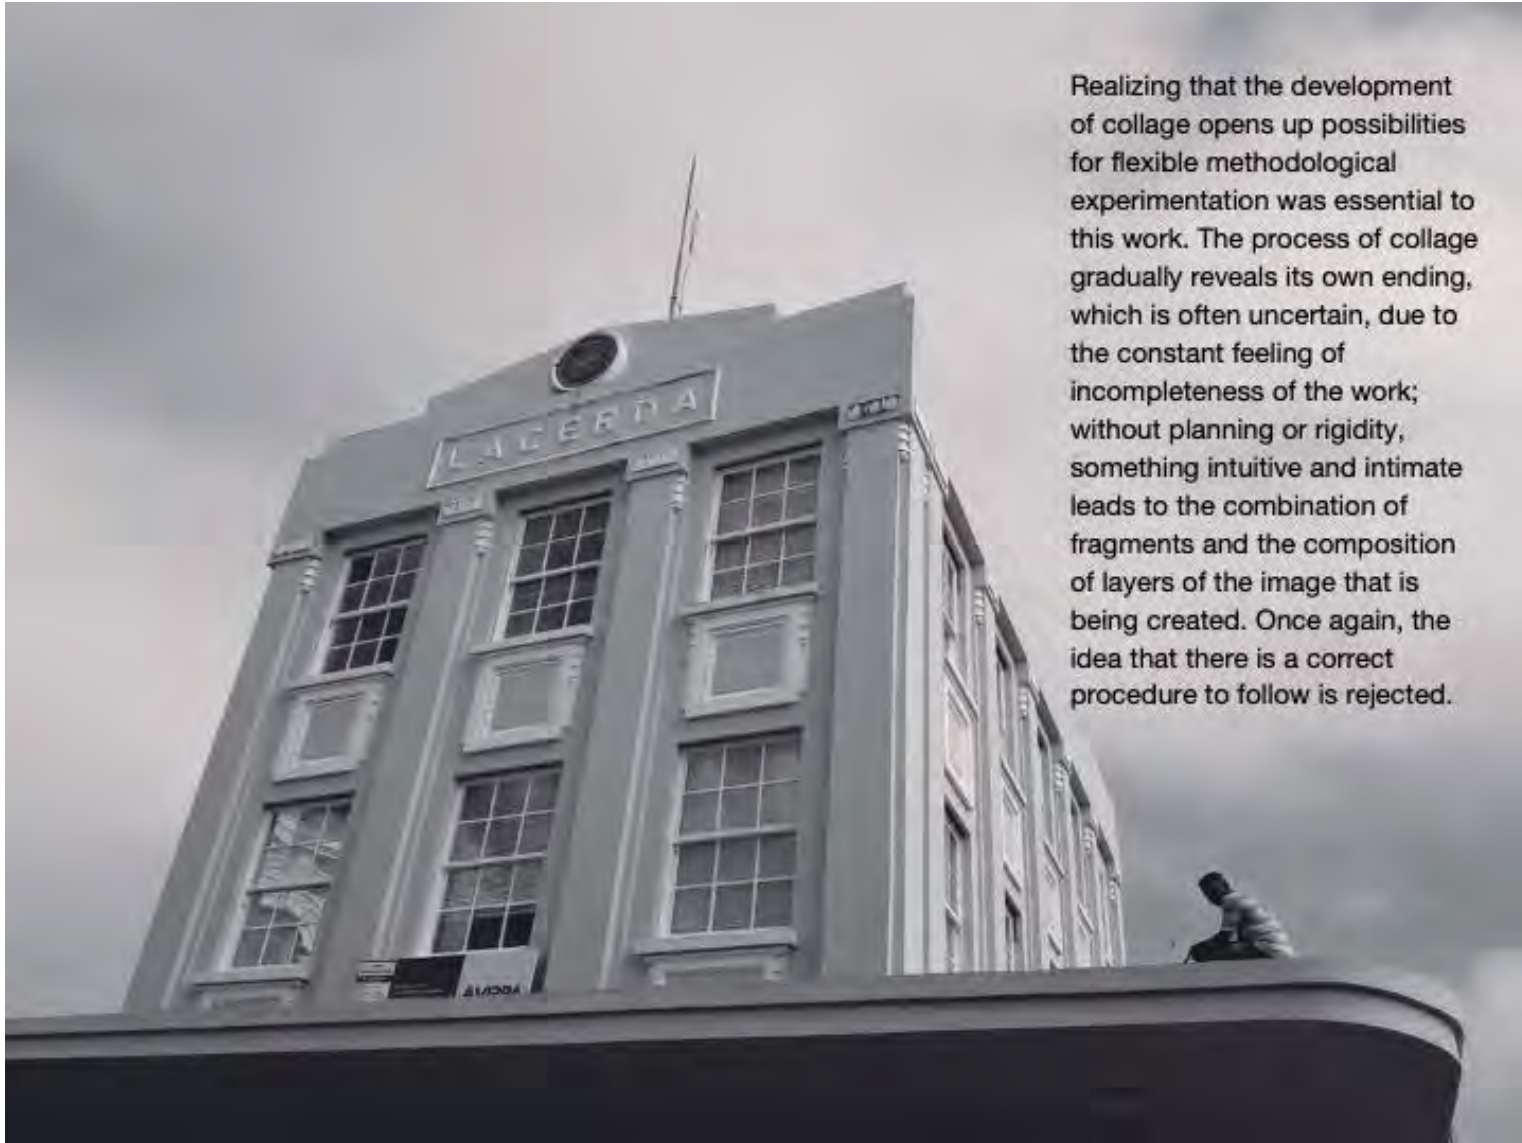 Realizing that the development
of collage opens up possibilities
for flexible methodological
experimentation was essential to
this work. The process of collage
gradually reveals its own ending,
which is often uncertain, due to
the constant feeling of
incompleteness of the work;
without planning or rigidity,
something intuitive and intimate
leads to the combination of
fragments and the composition
of layers of the image that is
being created. Once again, the
idea that there is a correct
procedure to follow is rejected.
LACERDA